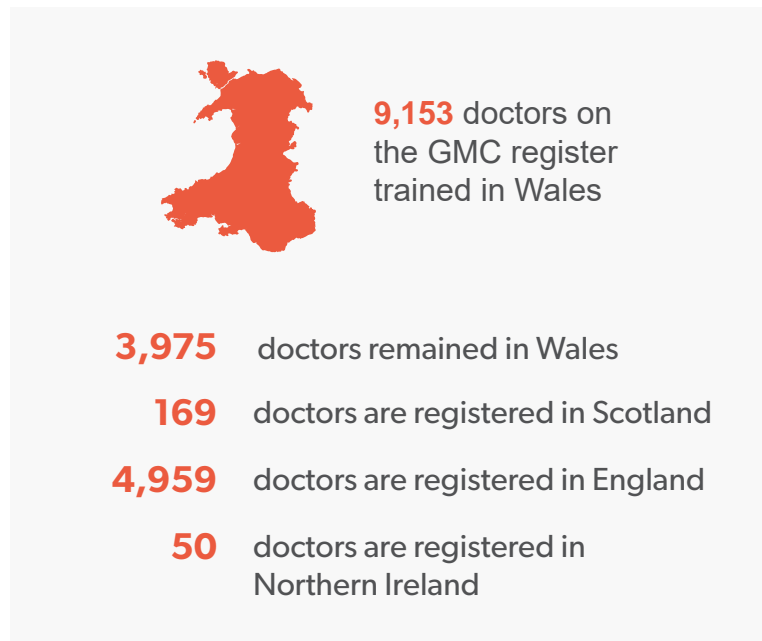 9,153 doctors on
the GMC register
trained in Wales
3,975 doctors remained in Wales
169 doctors are registered in Scotland
4,959 doctors are registered in England
50 doctors are registered in
Northern Ireland